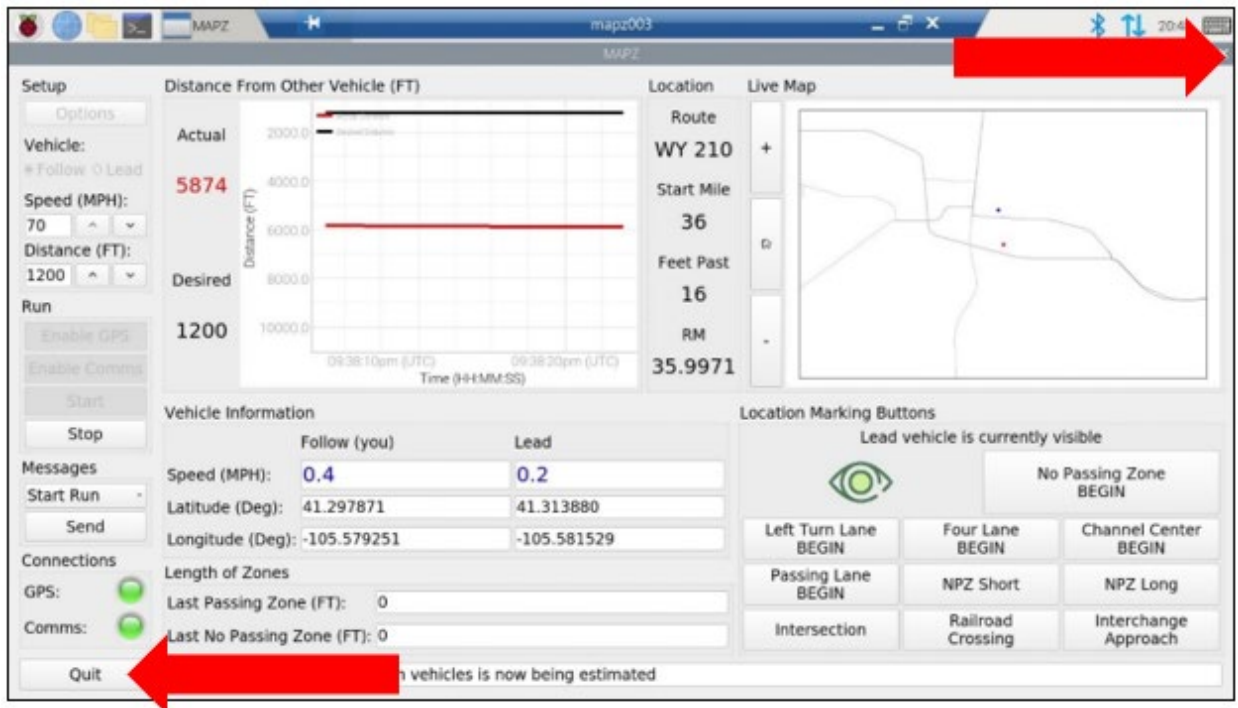 MAPZ
mapz003
MAPZ
Setup
Options
Vehicle:
Follow Lead
Speed (MPH):
70
Distance (FT):
1200
Run
Enable GPS
Enable Comms
Start
Stop
Messages
Start Run
Send
Connections
GPS:
Comms:
Quit
Distance From Other Vehicle (FT)
Actual
5874
Desired
1200
Distance (FT)
2000.0
4000.0
6000.0
8000.0
10000.0
09:38:10pm (UTC) 09:38:20pm (UTC)
Time (HH:MM:SS)
Location
Route
WY 210
Start Mile
36
Feet Past
16
RM
35.9971
Live Map
+
-
Vehicle Information
Follow (you) Lead
Speed (MPH): 0.4 0.2
Latitude (Deg): 41.297871 41.313880
Longitude (Deg): -105.579251 -105.581529
Length of Zones
Last Passing Zone (FT): 0
Last No Passing Zone (FT): 0
Location Marking Buttons
Lead vehicle is currently visible
No Passing Zone
BEGIN
Left Turn Lane
BEGIN
Four Lane
BEGIN
Channel Center
BEGIN
Passing Lane
BEGIN
NPZ Short
NPZ Long
Intersection
Railroad
Crossing
Interchange
Approach
vehicles is now being estimated